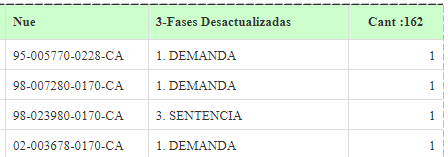 Nue 3-Fases Desactualizadas Cant :162
95-005770-0228-CA 1. DEMANDA 1
98-007280-0170-CA 1. DEMANDA 1
98-023980-0170-CA 3. SENTENCIA 1
02-003678-0170-CA 1. DEMANDA 1